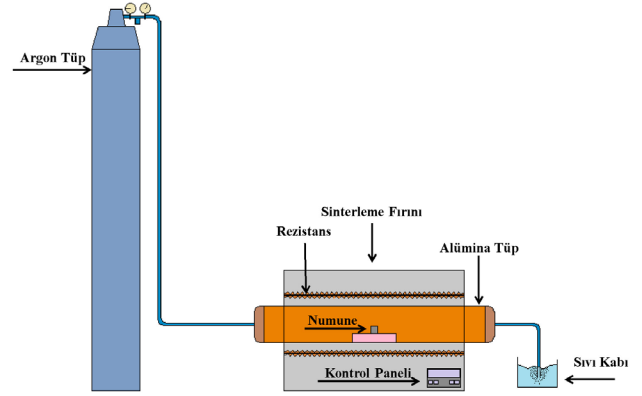 Argon Tüp
Sinterleme Fırını
Rezistans
Alümina Tüp
Numune
Kontrol Paneli
Sıvı Kabı